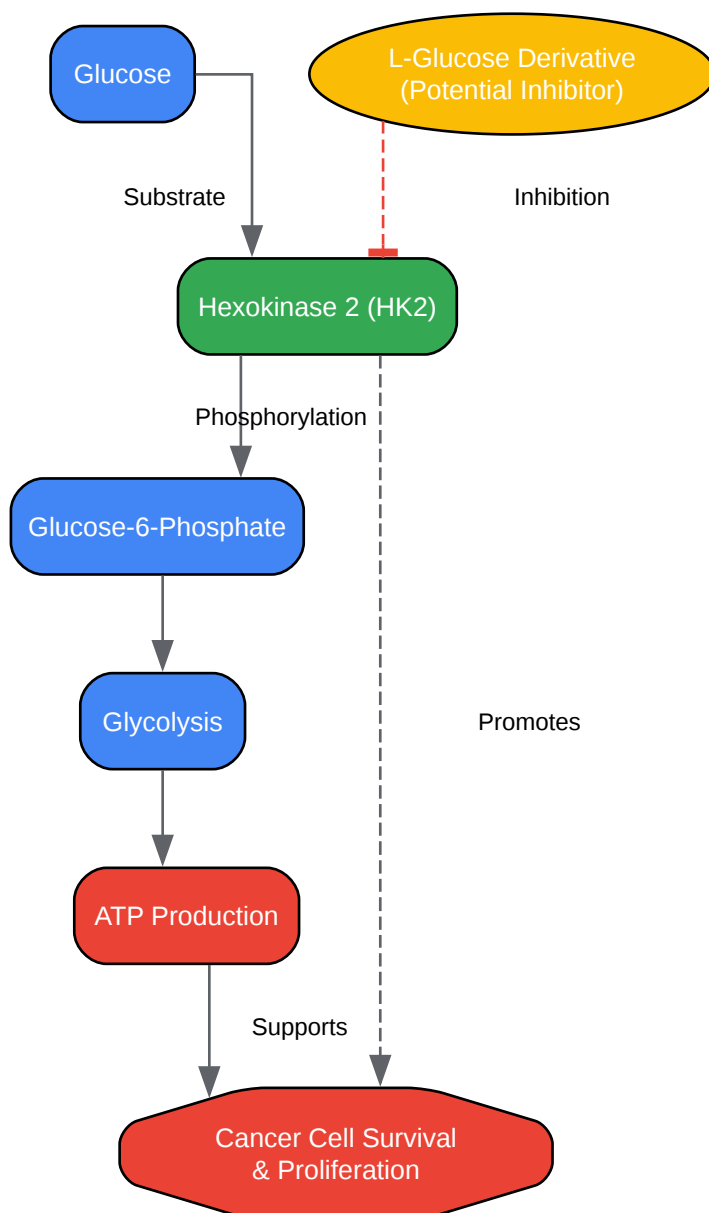 Glucose
L-Glucose Derivative
(Potential Inhibitor)
Substrate
Inhibition
Hexokinase 2 (HK2)
Phosphorylation
Glucose-6-Phosphate
Glycolysis
Promotes
ATP Production
Supports
Cancer Cell Survival
& Proliferation